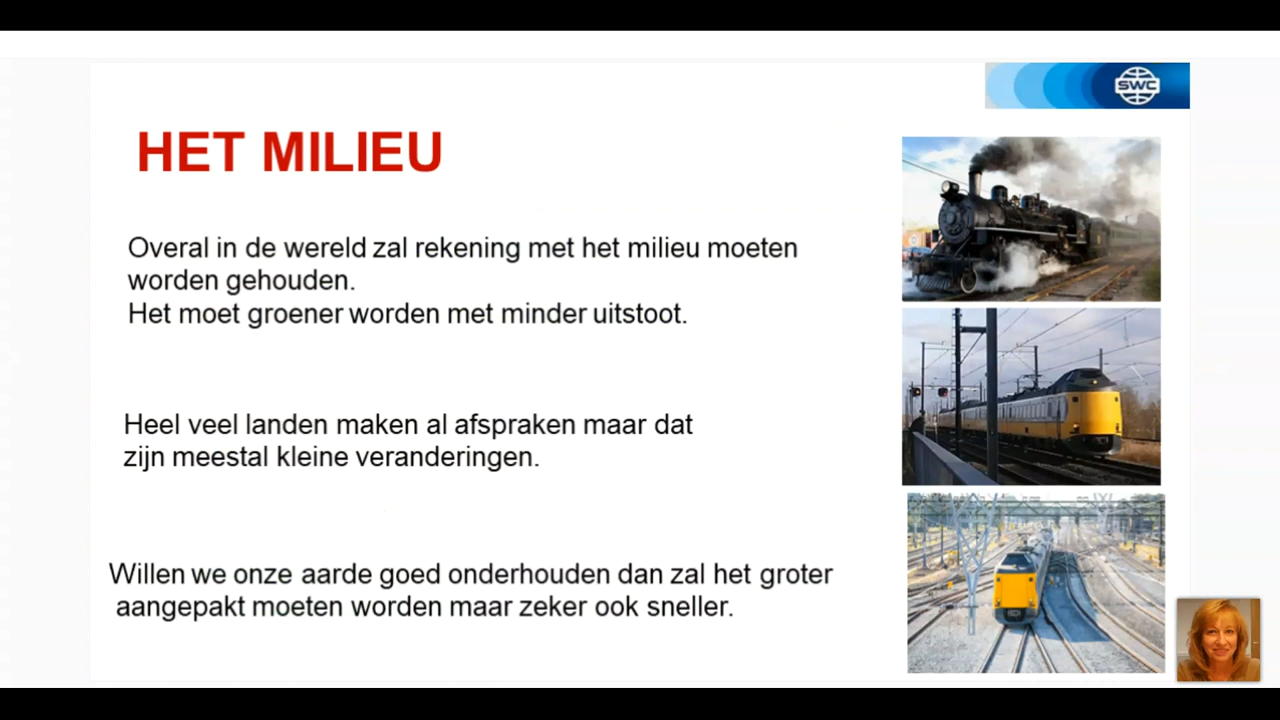 SWC
HET MILIEU
Overal in de wereld zal rekening met het milieu moeten
worden gehouden.
Het moet groener worden met minder uitstoot.
Heel veel landen maken al afspraken maar dat
zijn meestal kleine veranderingen.
Willen we onze aarde goed onderhouden dan zal het groter
aangepakt moeten worden maar zeker ook sneller.